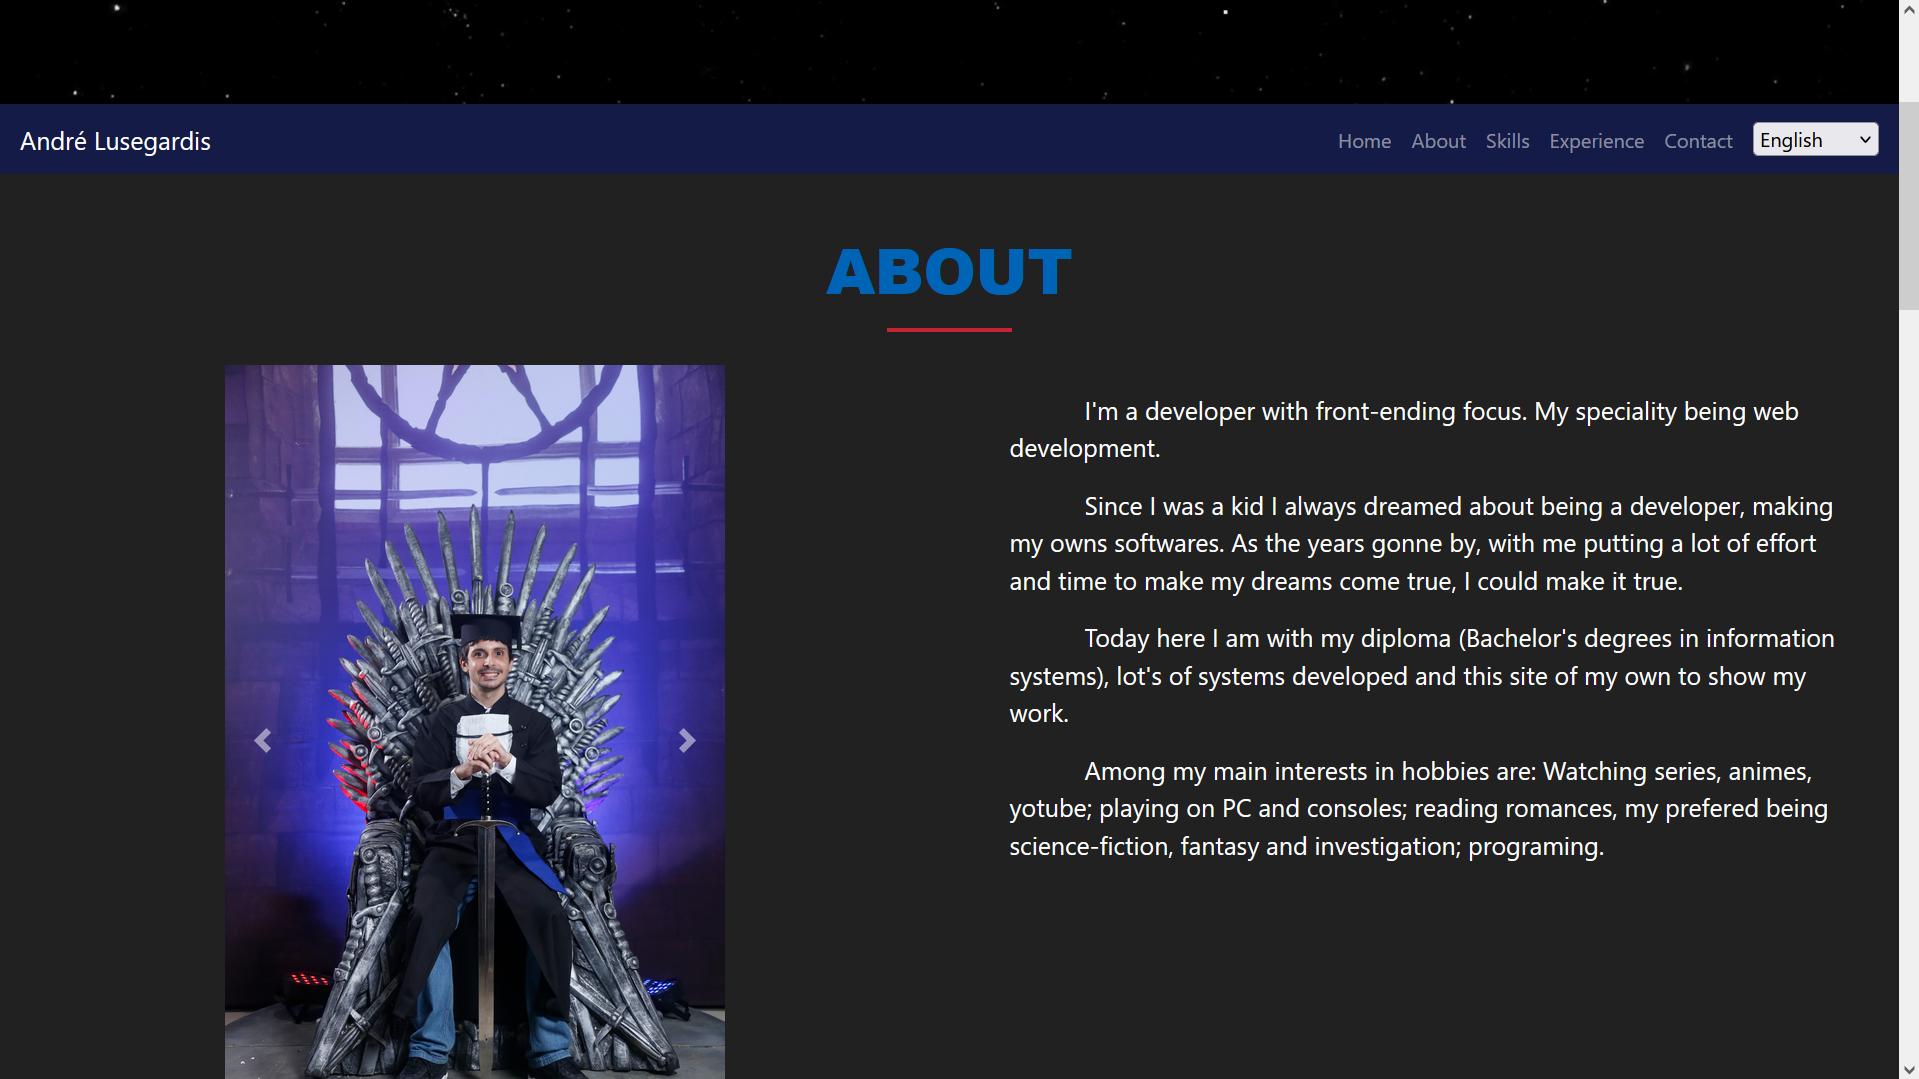 André Lusegardis
Home About Skills Experience Contact English
ABOUT
I'm a developer with front-ending focus. My speciality being web
development.
Since I was a kid I always dreamed about being a developer, making
my owns softwares. As the years gonne by, with me putting a lot of effort
and time to make my dreams come true, I could make it true.
Today here I am with my diploma (Bachelor's degrees in information
systems), lot's of systems developed and this site of my own to show my
work.
Among my main interests in hobbies are: Watching series, animes,
yotube; playing on PC and consoles; reading romances, my prefered being
science-fiction, fantasy and investigation; programing.